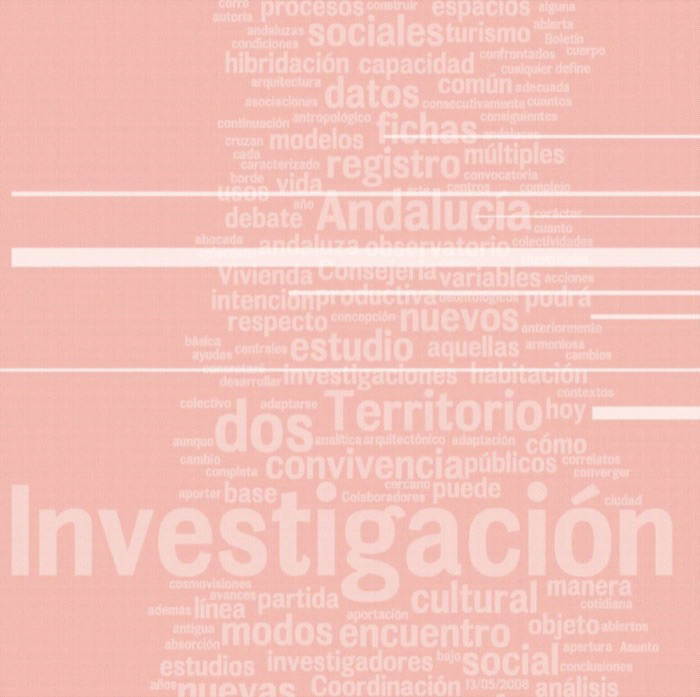 corre procesos construir espacios alguna
autoría
andaluzas sociales turismo abierta
condiciones Boletín
confrontados cuerpo
hibridación capacidad cualquier define
arquitectura datos común adecuada
asociaciones consecutivamente cuantos
continuación antropológico fichas consiguientes
cruzan modelos andaluces
cada registro múltiples
caracterizado convocatoria
borde
usos vida arte centros complejo
año Andalucía carácter
debate cuanto
abocada andaluza observatorio colectividades
Vivienda Consejería variables acciones
intención productiva deontológicos podrá
respecto concepción nuevos anteriormente
básica estudio aquellas armoniosa
ayudas centrales cambios
desarrollar investigaciones habitación
contextos
colectivo adaptarse Territorio hoy
dos
aunque analítica arquitectónico adaptación cómo
cambio convivencia públicos correlatos
completa converger
aportar base cercano puede
Colaboradores ciudad
Investigación
cosmovisiones manera
avances partida cultural cotidiana
además línea
aportación
antigua modos encuentro objeto abiertos
absorción
estudios investigadores bajo social apertura Asunto
conclusiones
años nuevas Coordinación 13/05/2008 análisis